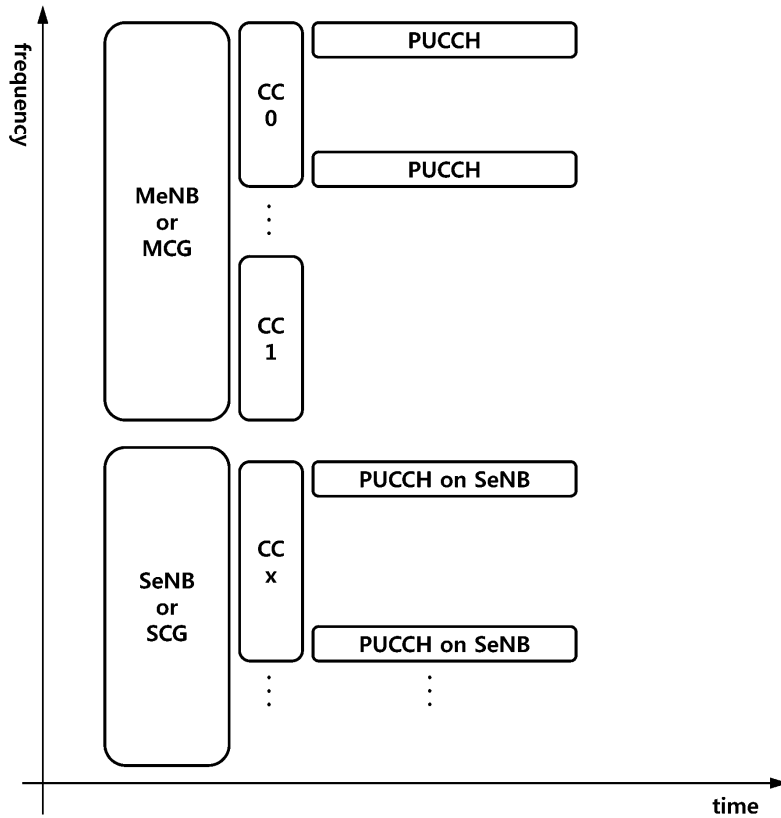 frequency
MeNB
or
MCG
CC
0
PUCCH
PUCCH
CC
1
SeNB
or
SCG
CC
x
PUCCH on SeNB
PUCCH on SeNB
time